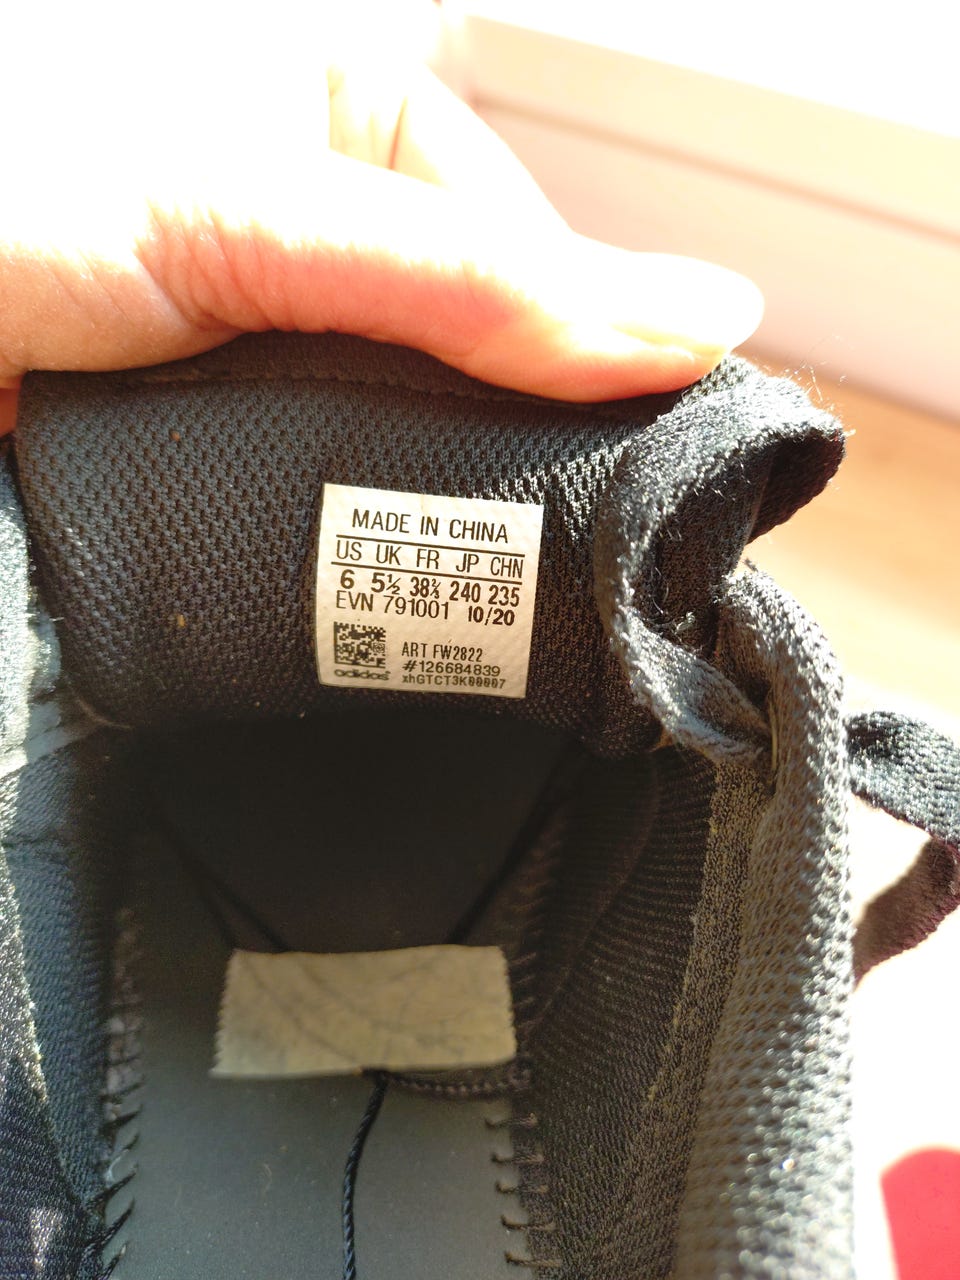 MADE IN CHINA
US UK FR JP CHN
6 5½ 38⅔ 240 235
EVN 791001 10/20
ART FW2822
#126684839
adidas xhGTCT3K00007